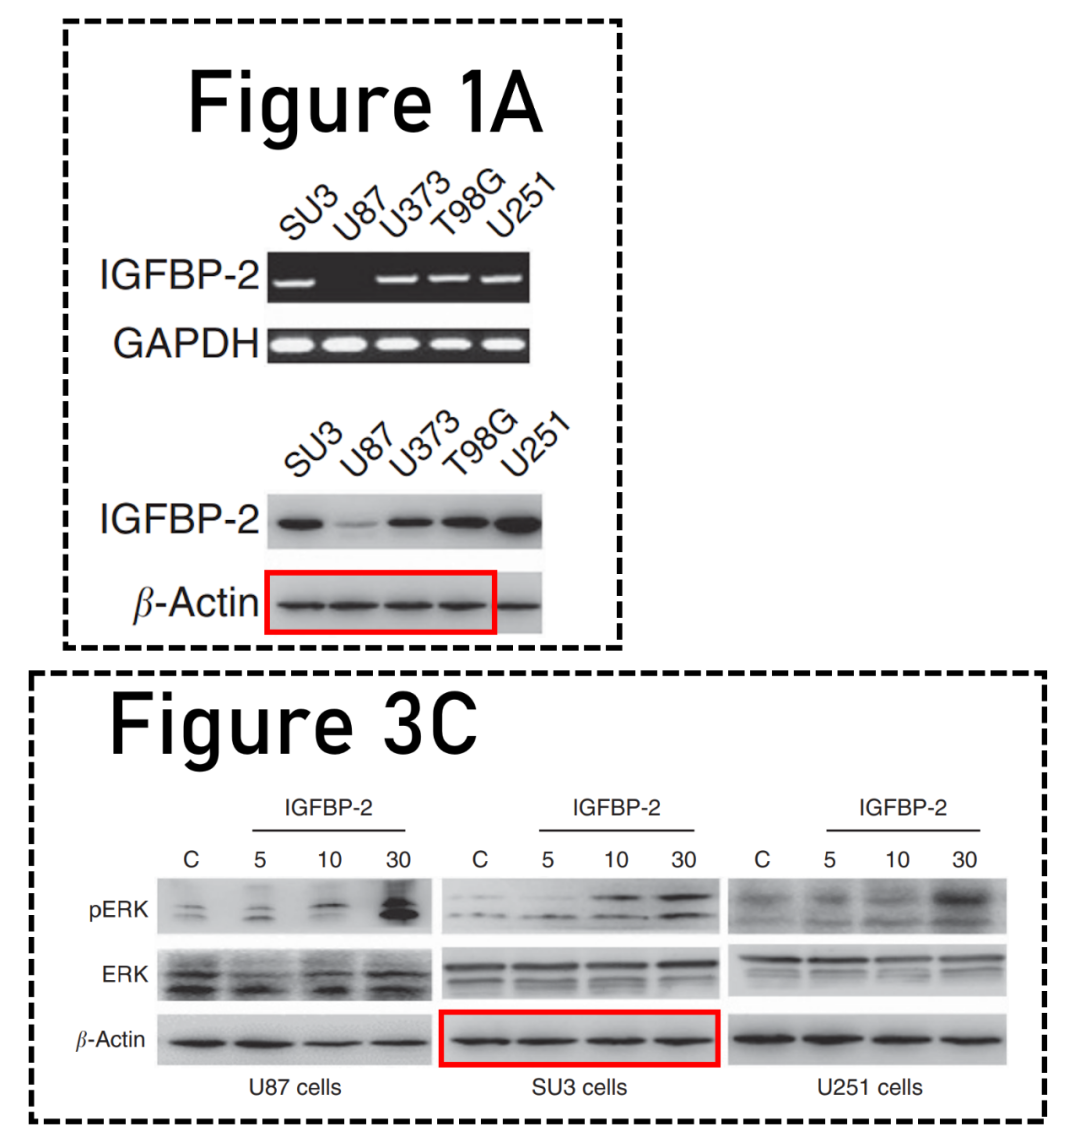 Figure 1A
SU3 U87 U373 T98G U251
IGFBP-2
GAPDH
SU3 U87 U373 T98G U251
IGFBP-2
β-Actin
Figure 3C
IGFBP-2 IGFBP-2 IGFBP-2
C 5 10 30 C 5 10 30 C 5 10 30
pERK
ERK
β-Actin
U87 cells SU3 cells U251 cells